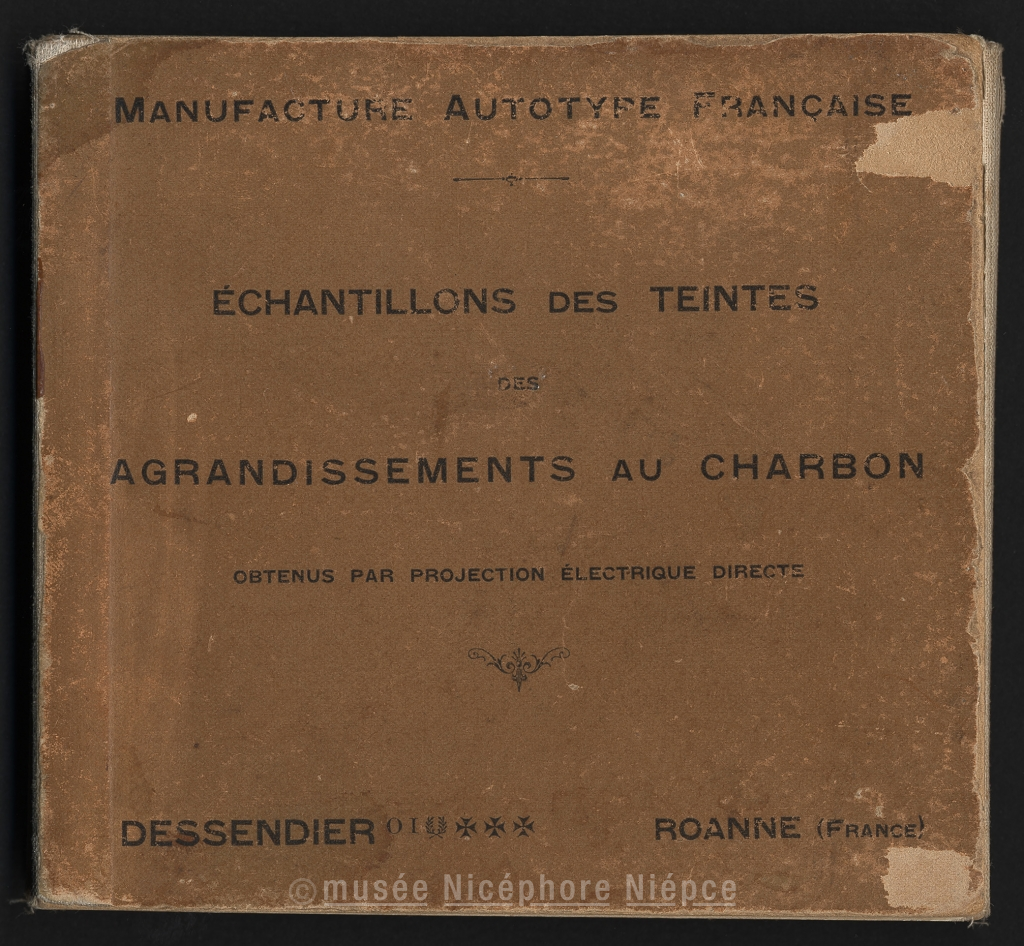 MANUFACTURE AUTOTYPE FRANÇAISE
ÉCHANTILLONS DES TEINTES
DES
AGRANDISSEMENTS AU CHARBON
OBTENUS PAR PROJECTION ÉLECTRIQUE DIRECTE
DESSENDIER OI ROANNE (FRANCE)
© musée Nicéphore Niépce